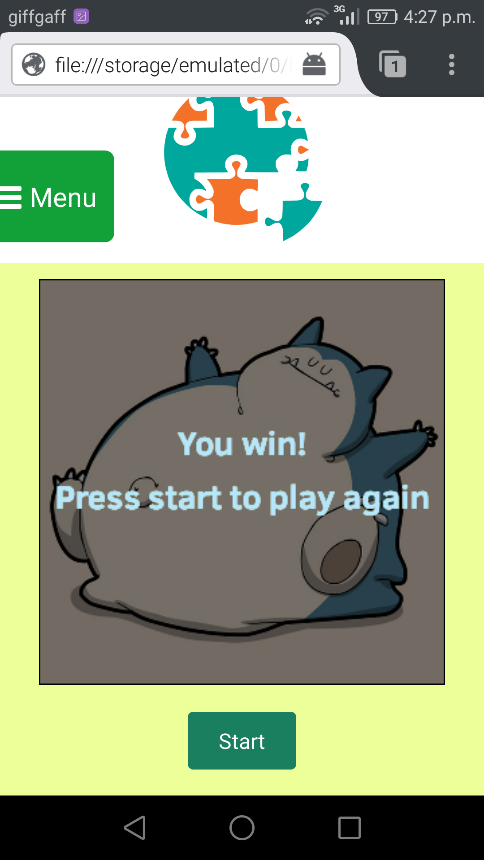 giffgaff 3G 97 4:27 p.m.
file:///storage/emulated/0/ 1
Menu
You win!
Press start to play again
Start